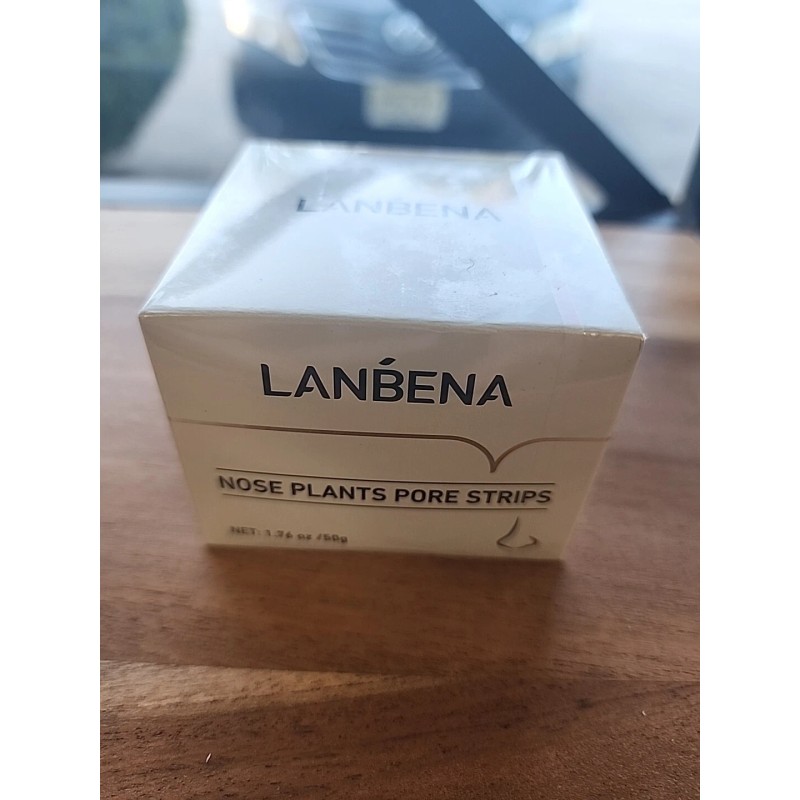 LANBENA
LANBENA
NOSE PLANTS PORE STRIPS
NET: 1.76 oz /50g